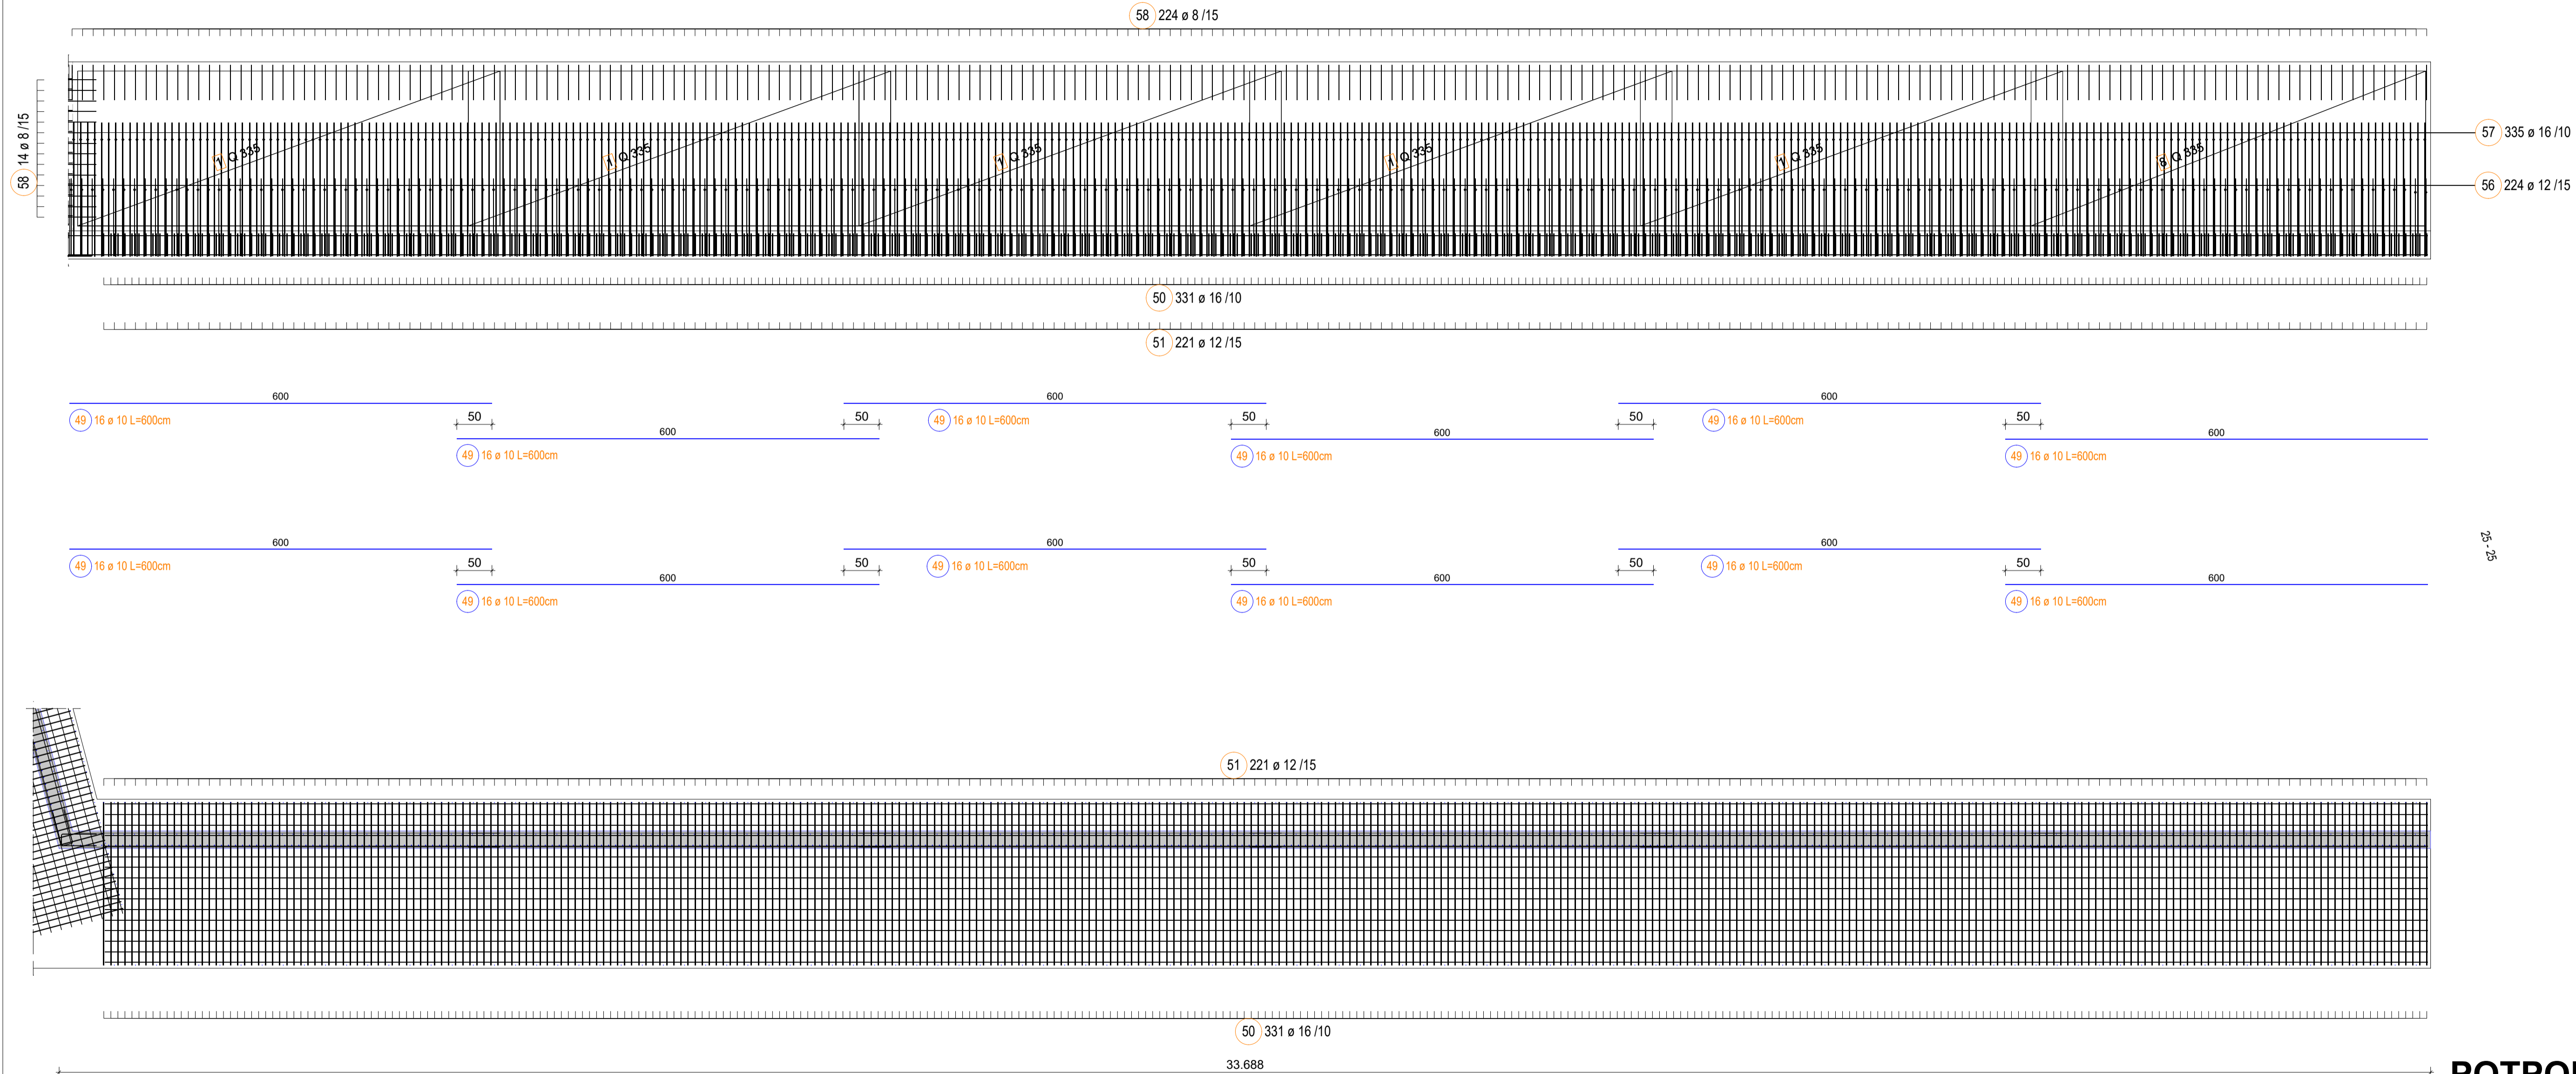 58 224 ø 8 /15
58 14 ø 8 /15
1 Q 335
1 Q 335
1 Q 335
1 Q 335
1 Q 335
8 Q 335
57 335 ø 16 /10
56 224 ø 12 /15
50 331 ø 16 /10
51 221 ø 12 /15
600
600
600
49 16 ø 10 L=600cm
50
50
49 16 ø 10 L=600cm
50
50
49 16 ø 10 L=600cm
50
600
600
600
49 16 ø 10 L=600cm
49 16 ø 10 L=600cm
49 16 ø 10 L=600cm
25 - 25
600
600
600
49 16 ø 10 L=600cm
50
50
49 16 ø 10 L=600cm
50
50
49 16 ø 10 L=600cm
50
600
600
600
49 16 ø 10 L=600cm
49 16 ø 10 L=600cm
49 16 ø 10 L=600cm
51 221 ø 12 /15
50 331 ø 16 /10
33.688